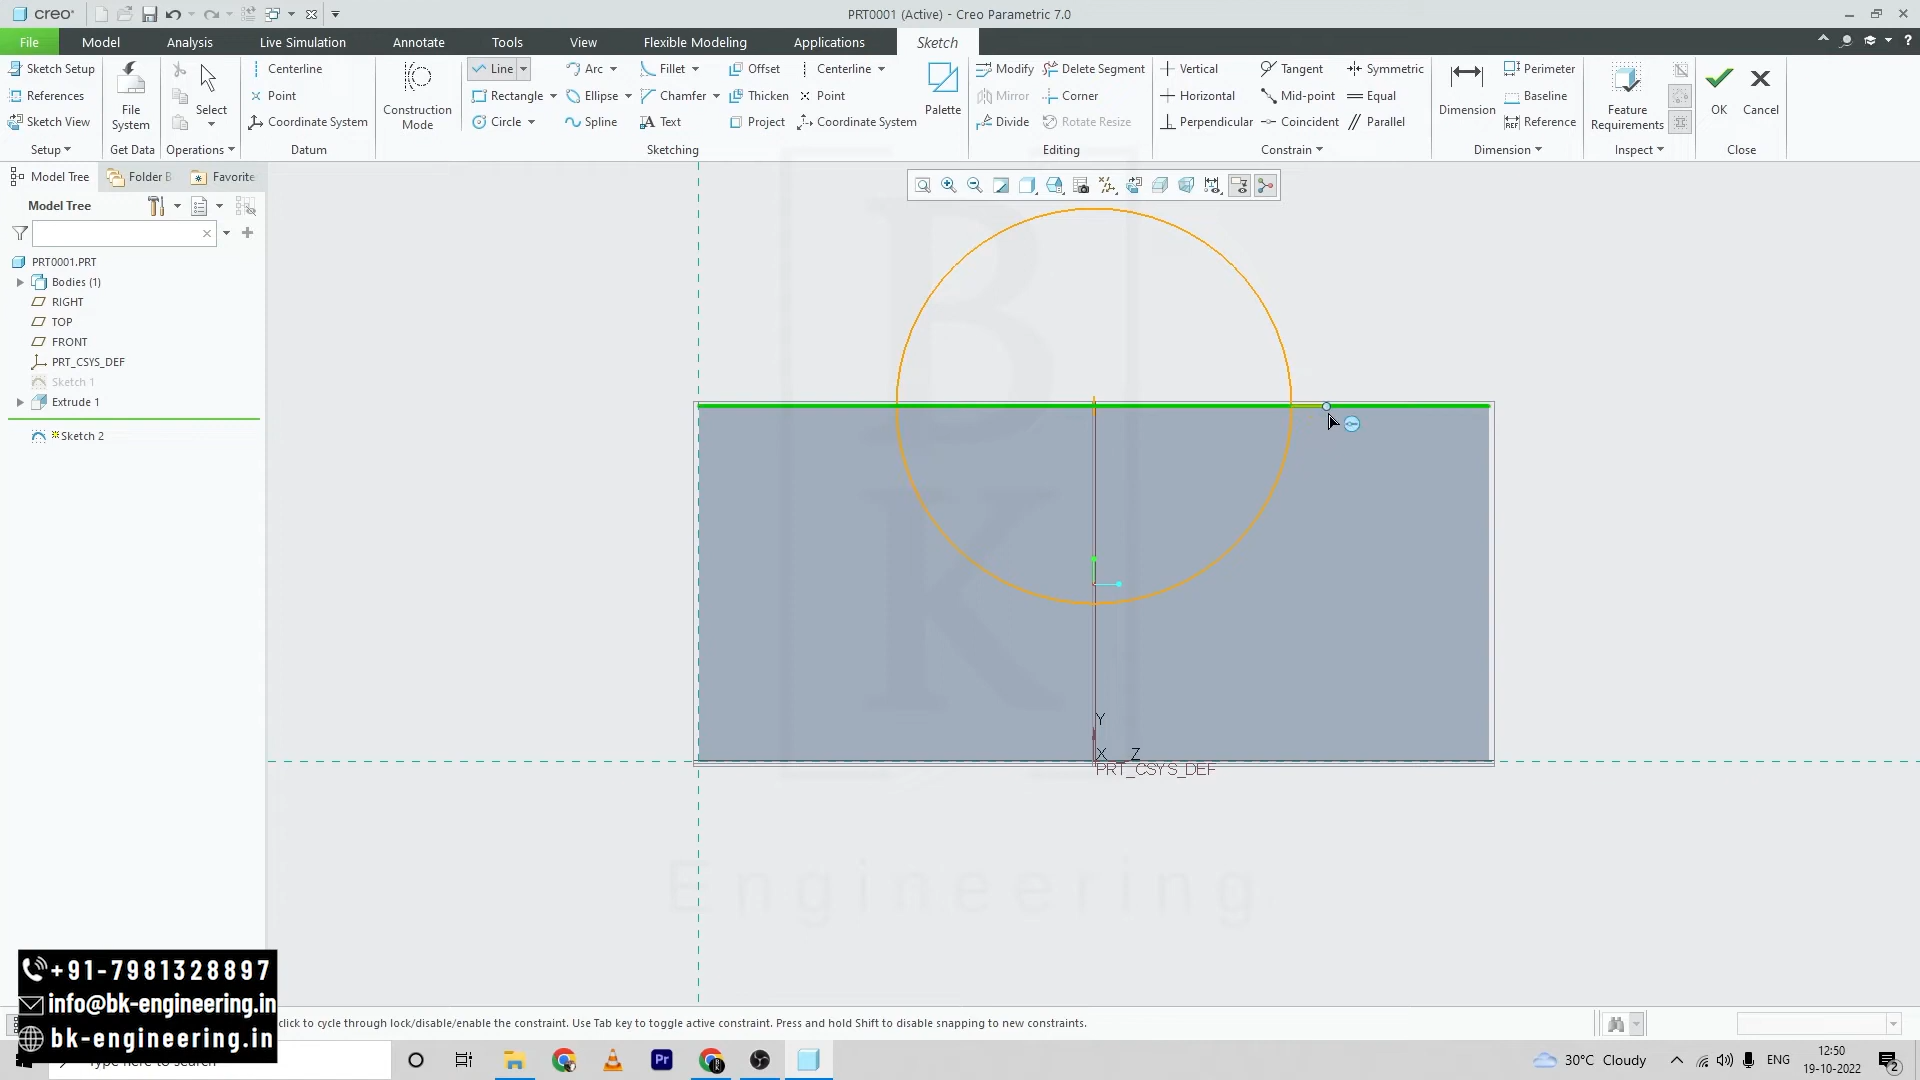 creo
PRT0001 (Active) - Creo Parametric 7.0
File Model Analysis Live Simulation Annotate Tools View Flexible Modeling Applications Sketch
Sketch Setup
References
Sketch View
Setup
File System
Get Data
Select
Operations
Centerline
Point
Coordinate System
Datum
Construction Mode
Line Arc Fillet Offset Centerline
Rectangle Ellipse Chamfer Thicken Point
Circle Spline Text Project Coordinate System
Palette
Sketching
Modify Delete Segment
Mirror Corner
Divide Rotate Resize
Editing
Vertical Tangent Symmetric
Horizontal Mid-point Equal
Perpendicular Coincident Parallel
Constrain
Dimension
Perimeter
Baseline
Reference
Dimension
Feature Requirements
Inspect
OK Cancel
Close
Model Tree Folder B Favorite
Model Tree
PRT0001.PRT
Bodies (1)
RIGHT
TOP
FRONT
PRT_CSYS_DEF
Sketch 1
Extrude 1
Sketch 2
B
K
Y
X Z
PRT_CSYS_DEF
Engineering
+91-7981328897
info@bk-engineering.in
bk-engineering.in
click to cycle through lock/disable/enable the constraint. Use Tab key to toggle active constraint. Press and hold Shift to disable snapping to new constraints.
Type here to search
Pr
30°C Cloudy
ENG
12:50
19-10-2022
2